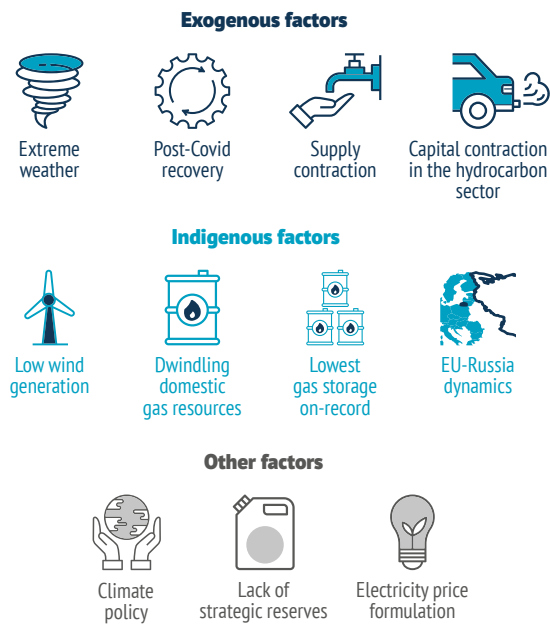 Exogenous factors
Extreme
weather
Post-Covid
recovery
Supply
contraction
Capital contraction
in the hydrocarbon
sector
Indigenous factors
Low wind
generation
Dwindling
domestic
gas resources
Lowest
gas storage
on-record
EU-Russia
dynamics
Other factors
Climate
policy
Lack of
strategic reserves
Electricity price
formulation